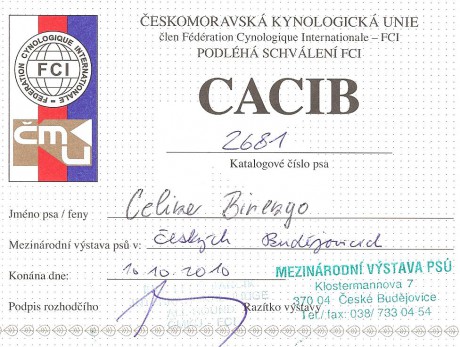 ČESKOMORAVSKÁ KYNOLOGICKÁ UNIE
člen Fédération Cynologique Internationale – FCI
PODLÉHÁ SCHVÁLENÍ FCI
FEDERATION CYNOLOGIQUE INTERNATIONALE
FCI
CACIB
ČMKU
2681
Katalogové číslo psa
Jméno psa / feny Celine Birengo
Mezinárodní výstava psů v: Českých Budějovicích
Konána dne: 10.10.2010
MEZINÁRODNÍ VÝSTAVA PSŮ
Klostermannova 7
370 04 České Budějovice
Tel./fax: 038/ 733 04 54
Podpis rozhodčího
Razítko výstavy